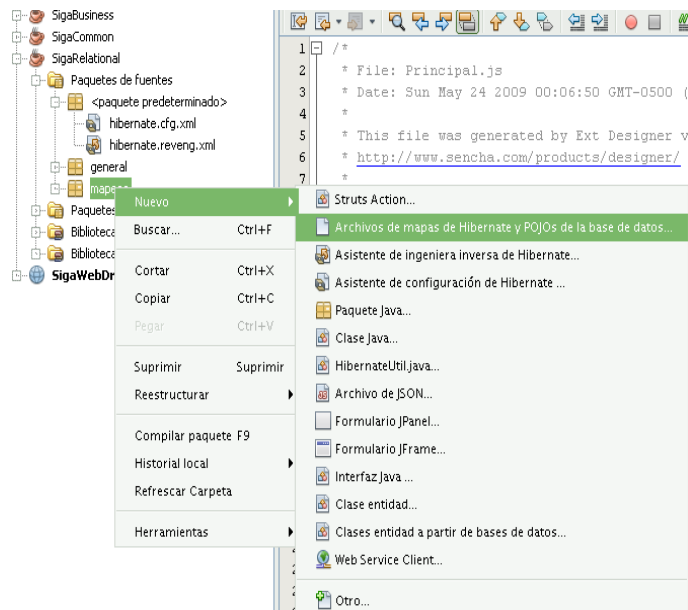 SigaBusiness
SigaCommon
SigaRelational
Paquetes de fuentes
<paquete predeterminado>
hibernate.cfg.xml
hibernate.reveng.xml
general
Paquetes
Biblioteca
Biblioteca
SigaWebDr
1 /*
2 * File: Principal.js
3 * Date: Sun May 24 2009 00:06:50 GMT-0500 (
4 *
5 * This file was generated by Ext Designer v
6 * http://www.sencha.com/products/designer/
7 *
Nuevo
Buscar... Ctrl+F
Cortar Ctrl+X
Copiar Ctrl+C
Pegar Ctrl+V
Suprimir Suprimir
Reestructurar
Compilar paquete F9
Historial local
Refrescar Carpeta
Herramientas
Struts Action...
Archivos de mapas de Hibernate y POJOs de la base de datos...
Asistente de ingeniera inversa de Hibernate...
Asistente de configuración de Hibernate ...
Paquete Java...
Clase Java...
HibernateUtil.java...
Archivo de JSON...
Formulario JPanel...
Formulario JFrame...
Interfaz Java ...
Clase entidad...
Clases entidad a partir de bases de datos...
Web Service Client...
Otro...